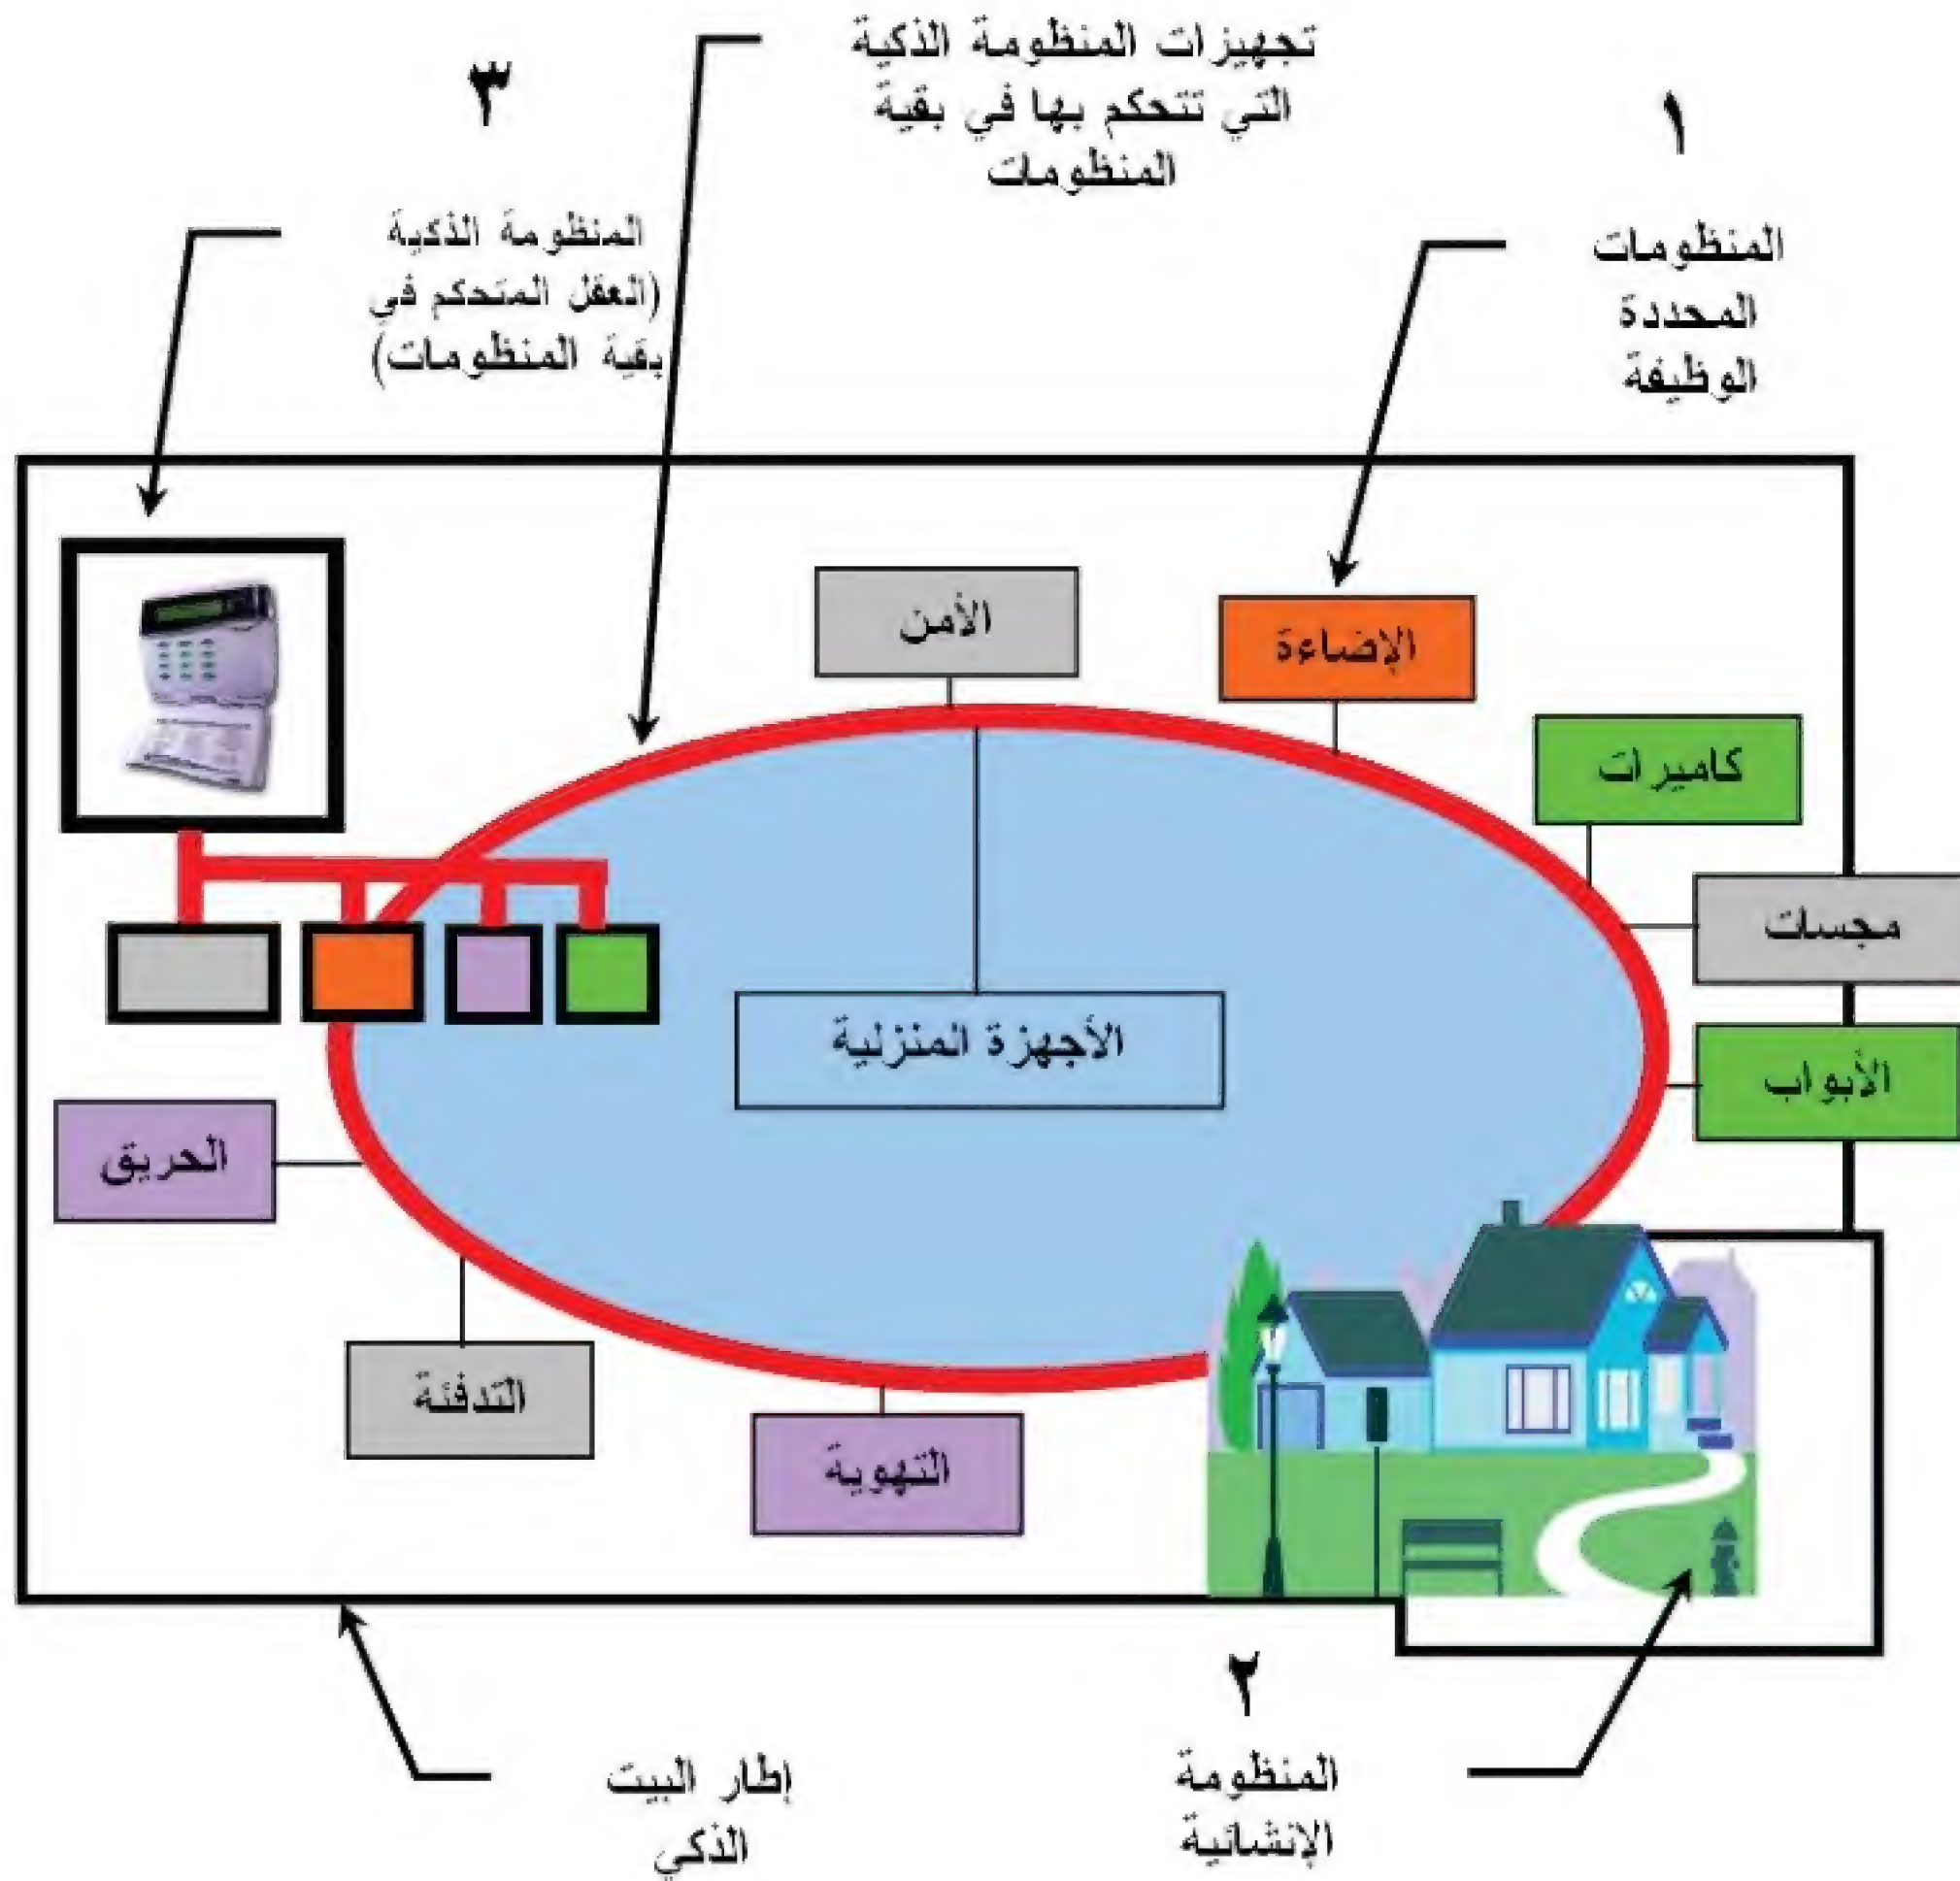 تجهيزات المنظومة الذكية
التي تتحكم بها في بقية
المنظومات
١
المنظومات
المحددة
الوظيفة
٣
المنظومة الذكية
(العقل المتحكم في
بقية المنظومات)
الأمن
الإضاءة
كاميرات
مجسات
الأبواب
الأجهزة المنزلية
الحريق
التدفئة
التهوية
٢
المنظومة
الإنشائية
إطار البيت
الذكي